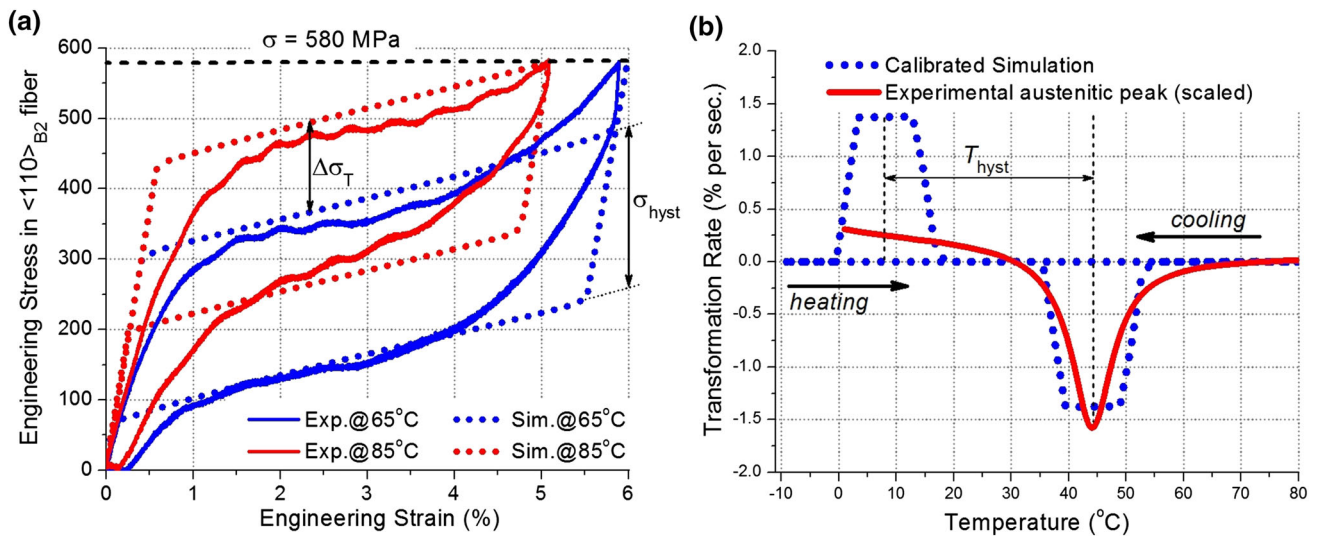 (a)
σ = 580 MPa
600
500
400
300
200
100
0
Engineering Stress in <110>B2 fiber
ΔσT
σhyst
Exp.@65°C
Sim.@65°C
Exp.@85°C
Sim.@85°C
0
1
2
3
4
5
6
Engineering Strain (%)
(b)
2.0
1.5
1.0
0.5
0.0
-0.5
-1.0
-1.5
-2.0
Transformation Rate (% per sec.)
Calibrated Simulation
Experimental austenitic peak (scaled)
Thyst
cooling
heating
-10
0
10
20
30
40
50
60
70
80
Temperature (°C)